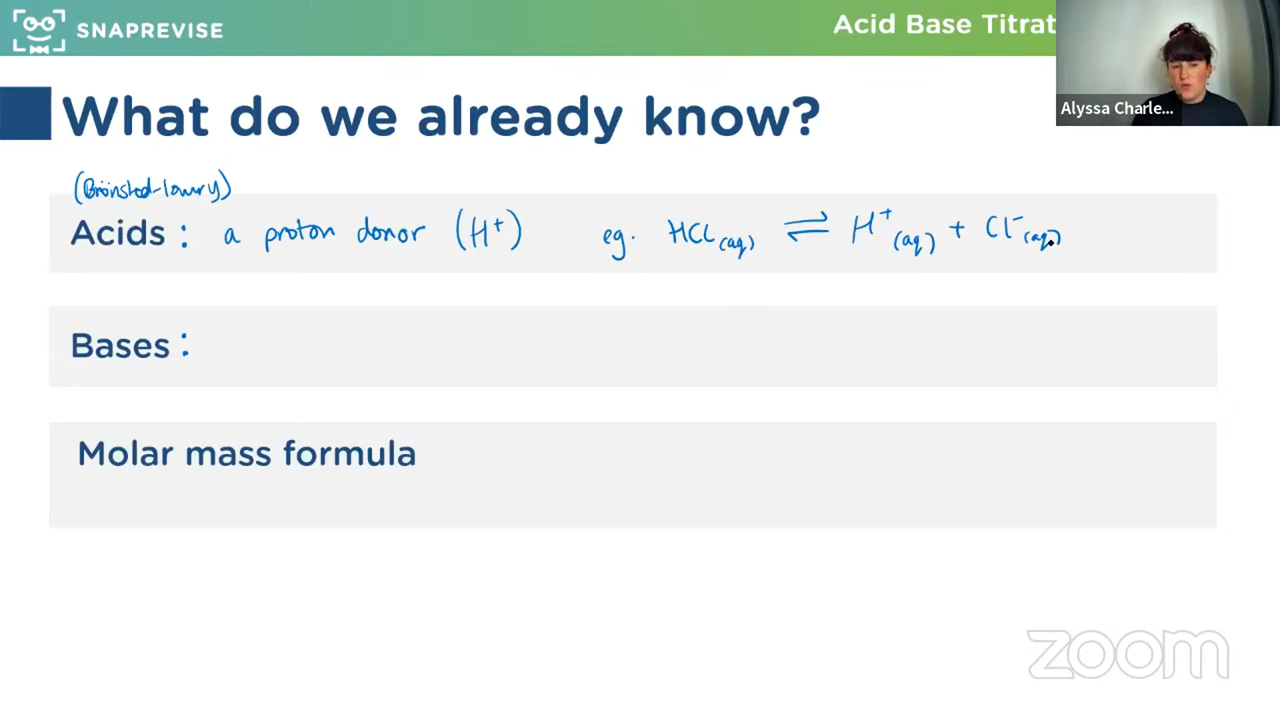 SNAPREVISE
Acid Base Titrat
Alyssa Charle...
What do we already know?
(Brönsted-lowry)
Acids : a proton donor (H⁺) eg. HCl(aq) ⇌ H⁺(aq) + Cl⁻(aq)
Bases :
Molar mass formula
zoom